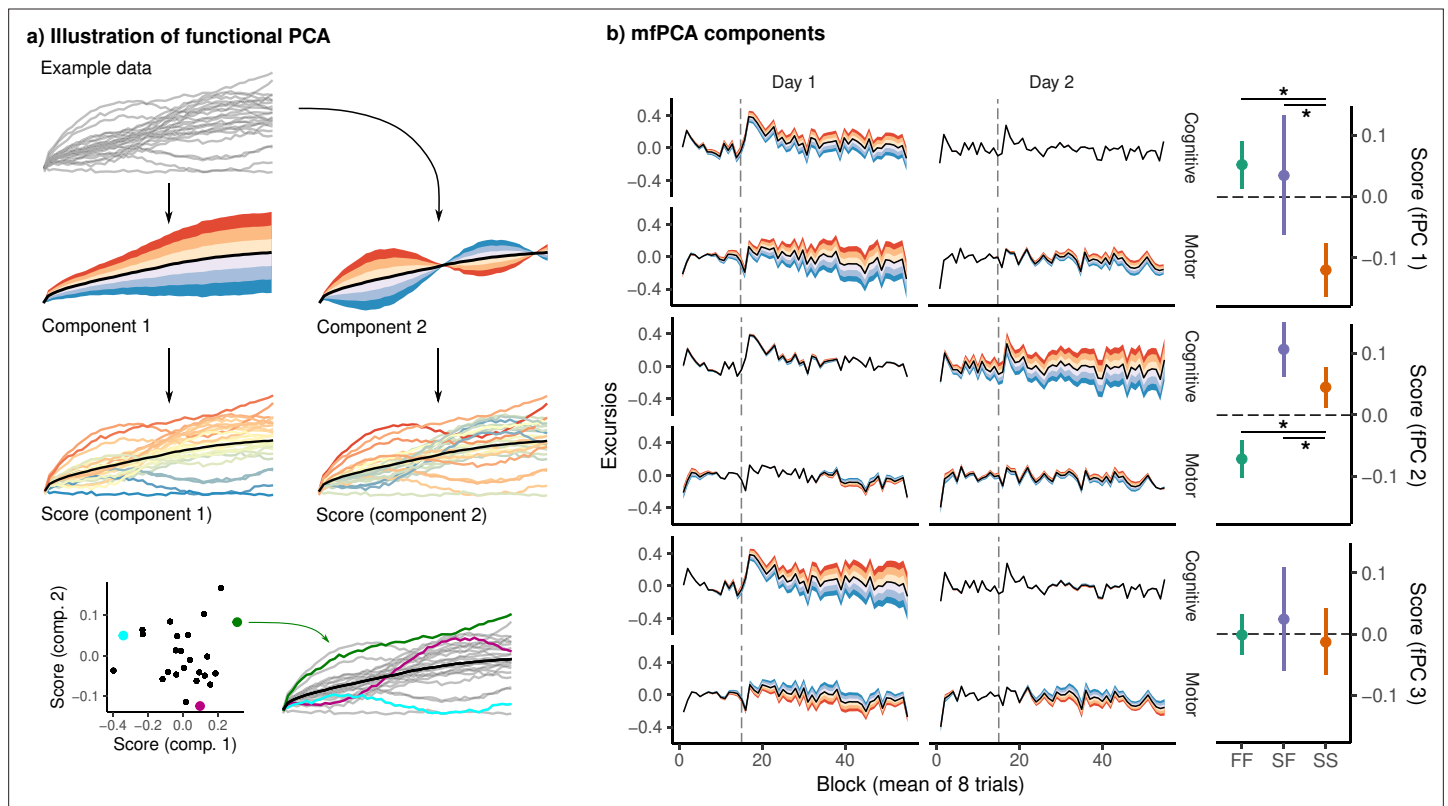 a) Illustration of functional PCA
Example data
Component 1
Component 2
Score (component 1)
Score (component 2)
Score (comp. 2)
0.1
0.0
−0.1
−0.4
−0.2
0.0
0.2
Score (comp. 1)
b) mfPCA components
Day 1
Day 2
Excursios
0.4
0.0
−0.4
Cognitive
0.4
0.0
−0.4
Motor
*
*
0.1
0.0
−0.1
Score (fPC 1)
0.4
0.0
−0.4
Cognitive
0.4
0.0
−0.4
Motor
*
*
0.1
0.0
−0.1
Score (fPC 2)
0.4
0.0
−0.4
Cognitive
0.4
0.0
−0.4
Motor
0.1
0.0
−0.1
Score (fPC 3)
0
20
40
0
20
40
FF
SF
SS
Block (mean of 8 trials)